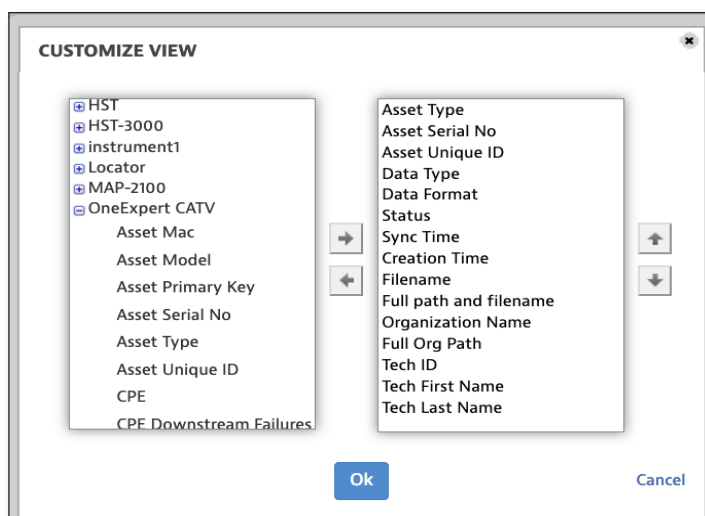 CUSTOMIZE VIEW
HST
HST-3000
instrument1
Locator
MAP-2100
OneExpert CATV
Asset Mac
Asset Model
Asset Primary Key
Asset Serial No
Asset Type
Asset Unique ID
CPE
CPE Downstream Failures
Asset Type
Asset Serial No
Asset Unique ID
Data Type
Data Format
Status
Sync Time
Creation Time
Filename
Full path and filename
Organization Name
Full Org Path
Tech ID
Tech First Name
Tech Last Name
Ok
Cancel